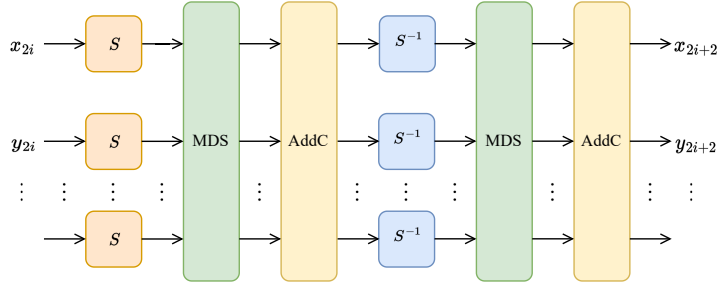 x_{2i} S S^{-1} x_{2i+2}
y_{2i} S MDS AddC S^{-1} MDS AddC y_{2i+2}
⋮ ⋮ ⋮ ⋮ ⋮ ⋮ ⋮ ⋮ ⋮ ⋮ ⋮
S S^{-1}